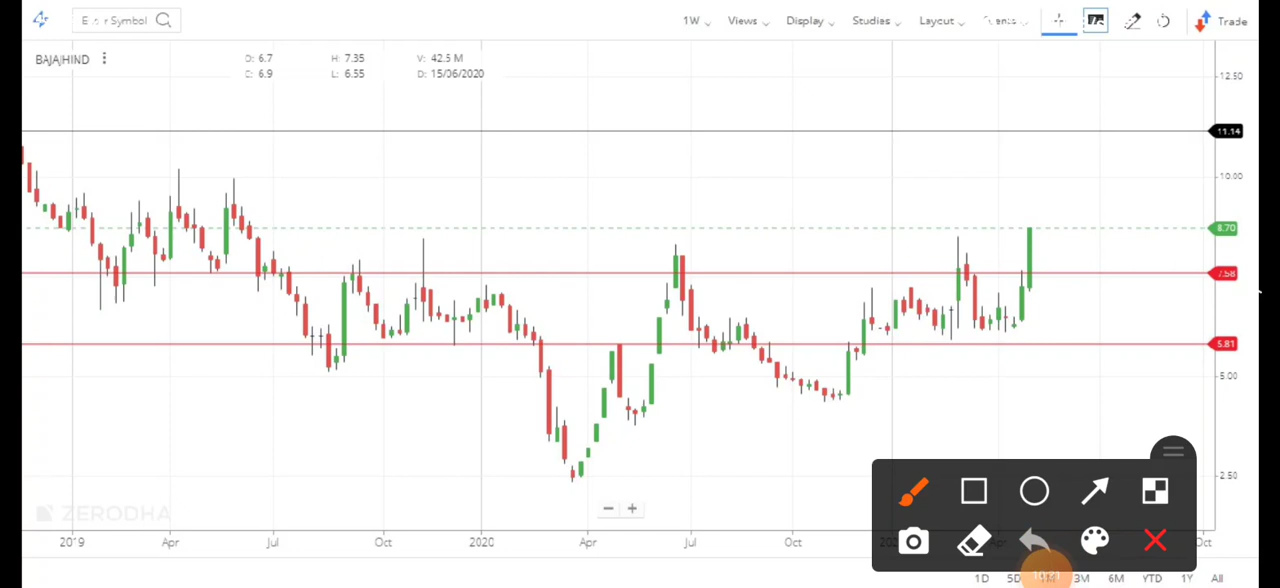 Symbol 1W Views Display Studies Layout Trade
BAJAJHIND O: 6.7 H: 7.35 V: 42.5 M
C: 6.9 L: 6.55 D: 15/06/2020
12.50
11.14
10.00
8.70
7.58
5.81
5.00
2.50
ZERODHA
2019 Apr Jul Oct 2020 Apr Jul Oct Oct
1D 3M 6M YTD 1Y All